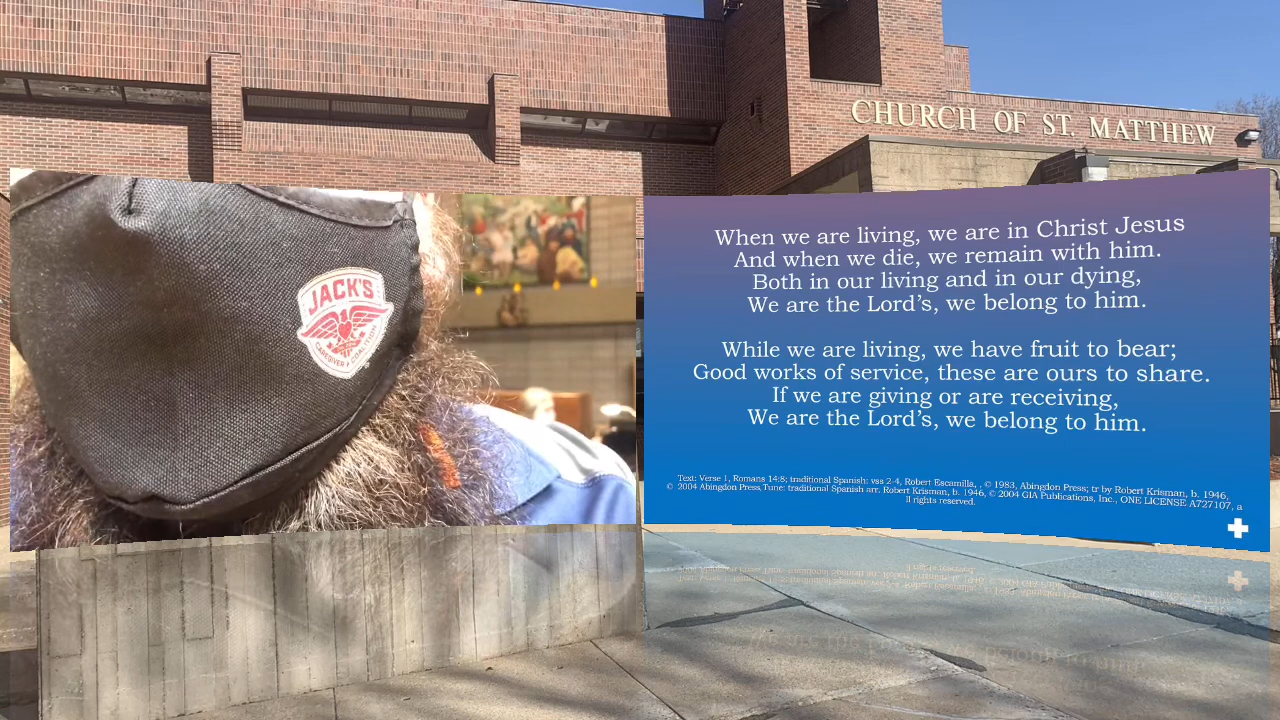 CHURCH OF ST. MATTHEW
JACK'S
CAREGIVER COALITION
When we are living, we are in Christ Jesus
And when we die, we remain with him.
Both in our living and in our dying,
We are the Lord's, we belong to him.
While we are living, we have fruit to bear;
Good works of service, these are ours to share.
If we are giving or are receiving,
We are the Lord's, we belong to him.
Text: Verse 1, Romans 14:8; traditional Spanish: vss 2-4, Robert Escamilla, , © 1983, Abingdon Press; tr by Robert Krisman, b. 1946,
© 2004 Abingdon Press,Tune: traditional Spanish arr. Robert Krisman, b. 1946, © 2004 GIA Publications, Inc., ONE LICENSE A727107, a
ll rights reserved.